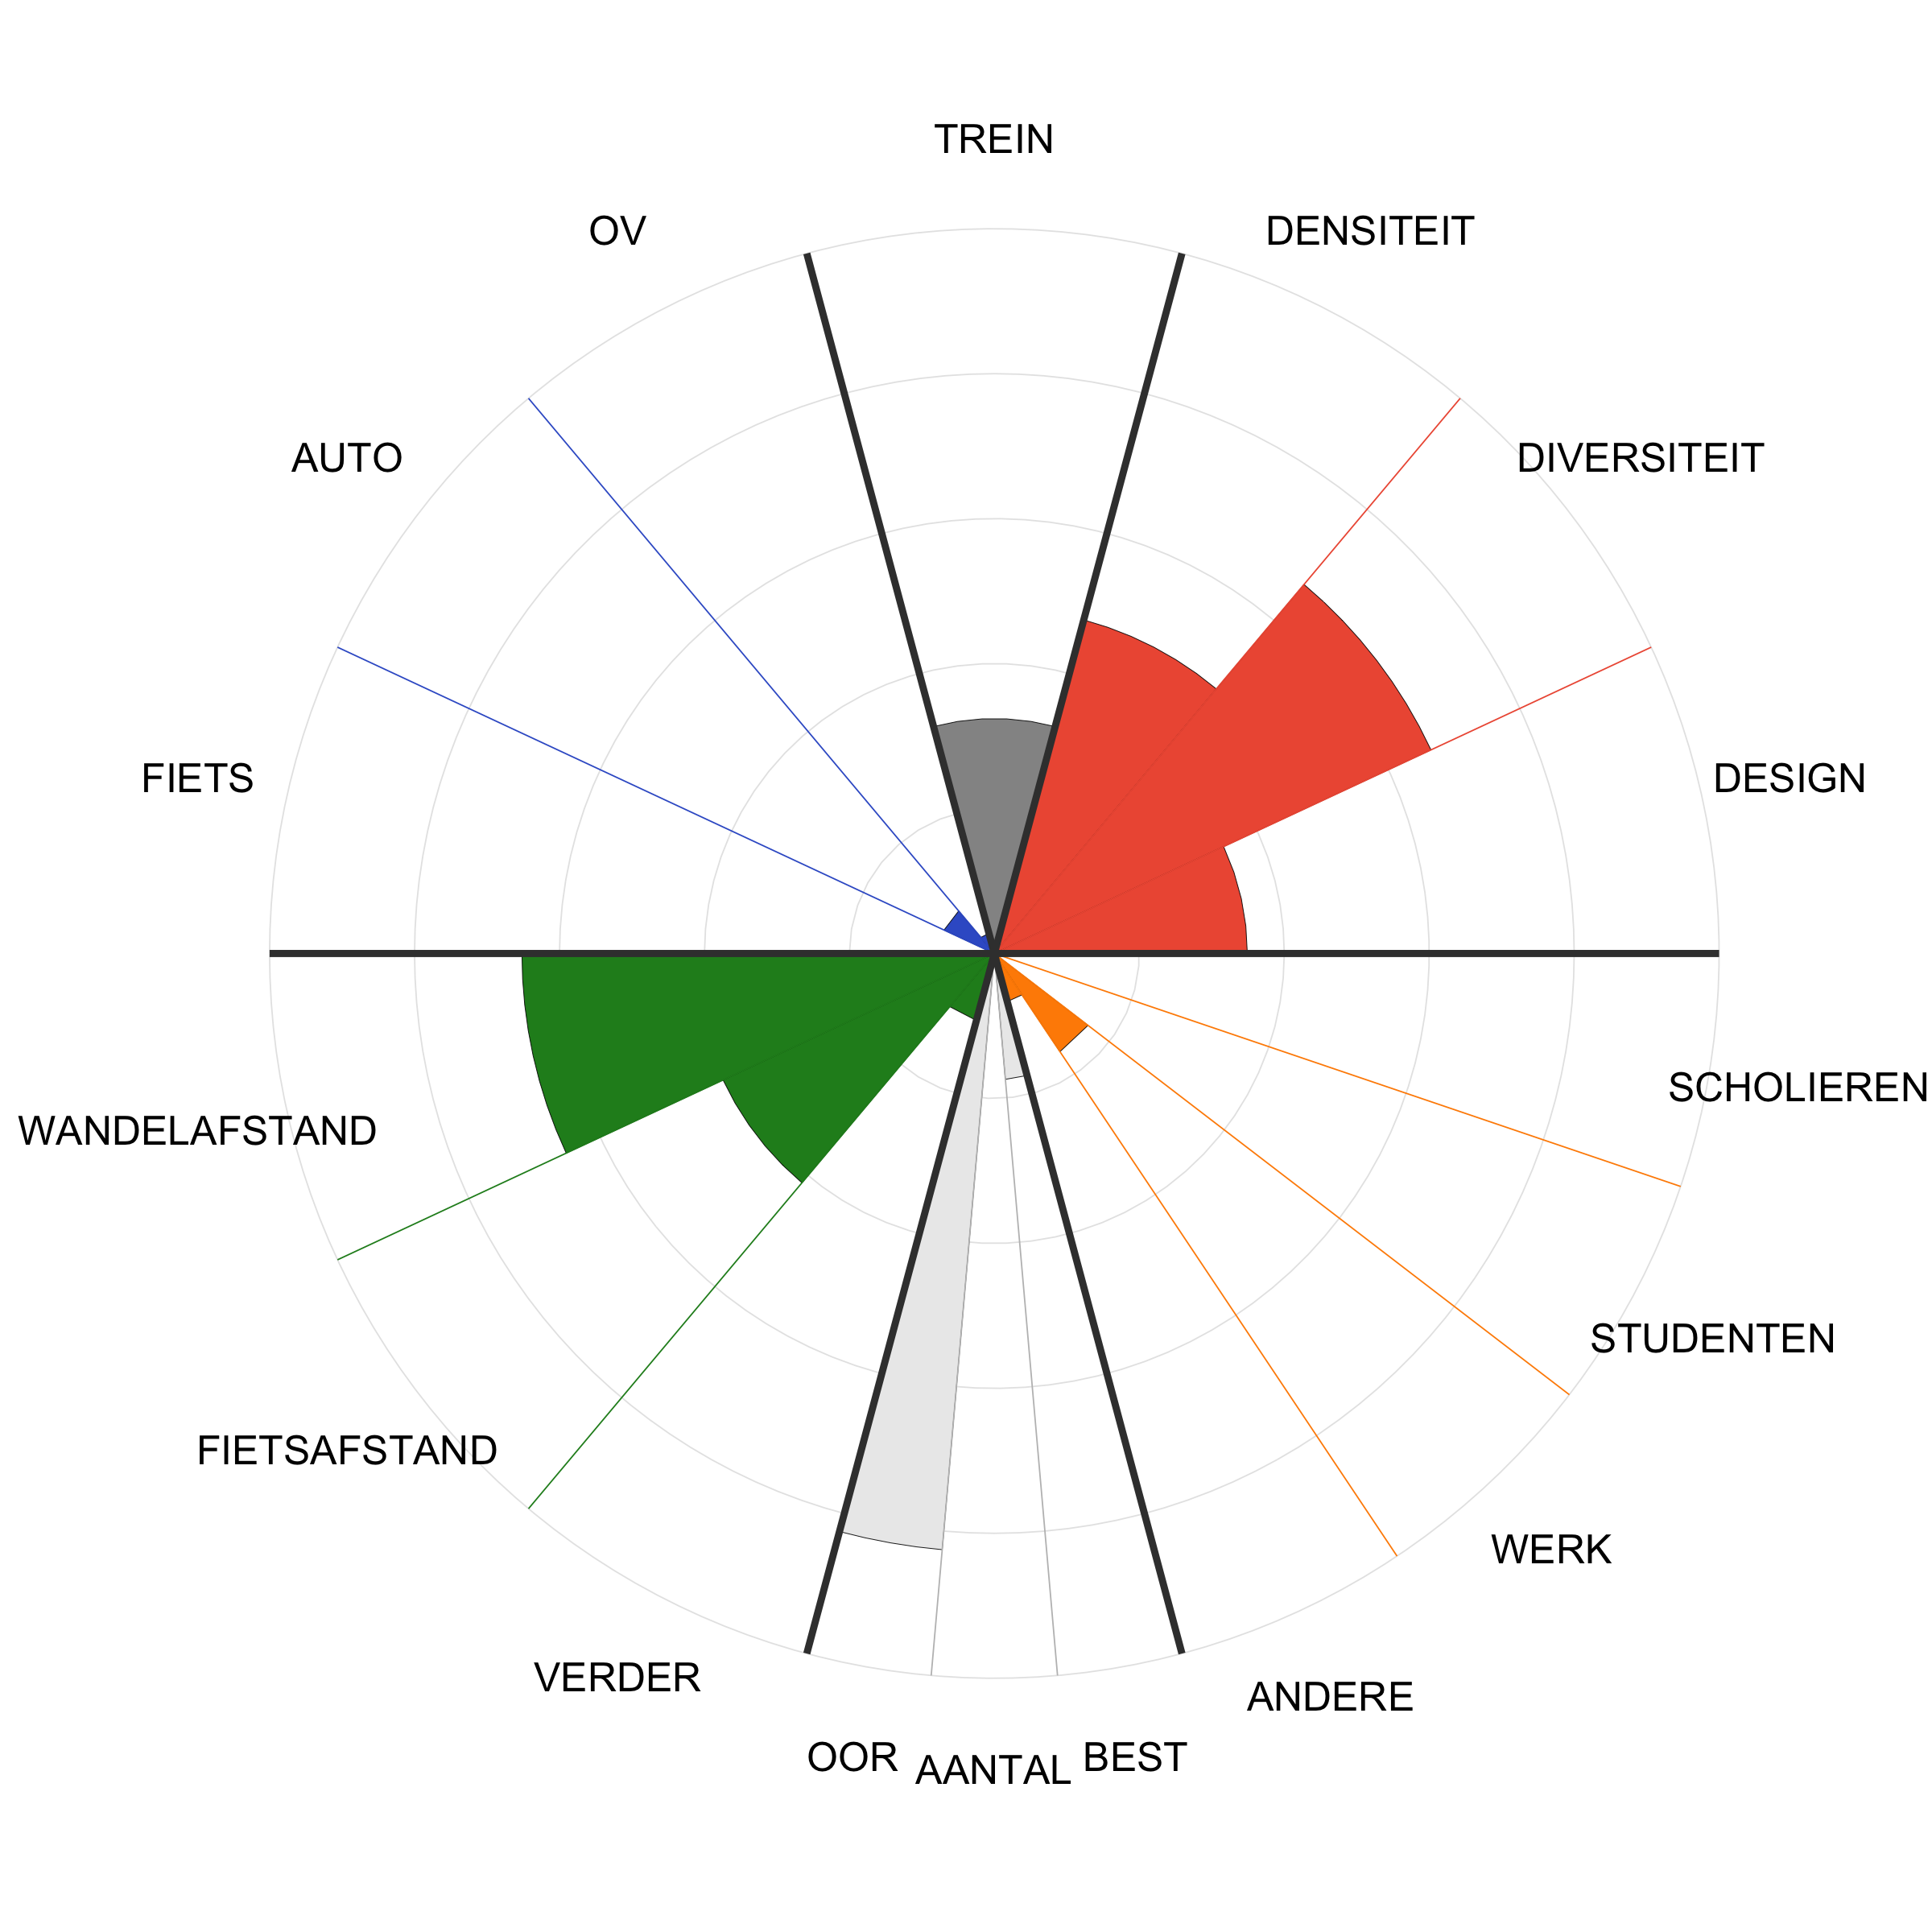 TREIN
OV
DENSITEIT
AUTO
DIVERSITEIT
FIETS
DESIGN
SCHOLIEREN
WANDELAFSTAND
STUDENTEN
FIETSAFSTAND
WERK
VERDER
ANDERE
OOR
AANTAL
BEST